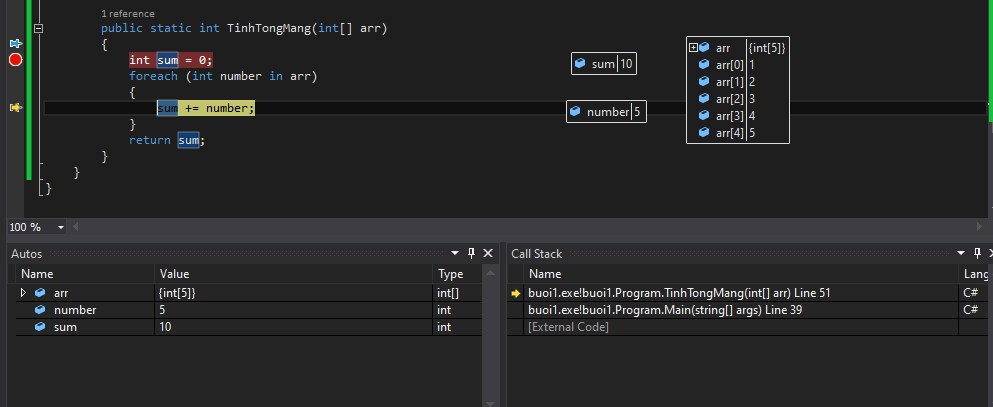 1 reference
public static int TinhTongMang(int[] arr)
{
int sum = 0;
foreach (int number in arr)
{
sum += number;
}
return sum;
}
}
}
sum 10
number 5
arr {int[5]}
arr[0] 1
arr[1] 2
arr[2] 3
arr[3] 4
arr[4] 5
100 %
Autos
Name Value Type
arr {int[5]} int[]
number 5 int
sum 10 int
Call Stack
Name Lang
buoi1.exe!buoi1.Program.TinhTongMang(int[] arr) Line 51 C#
buoi1.exe!buoi1.Program.Main(string[] args) Line 39 C#
[External Code]